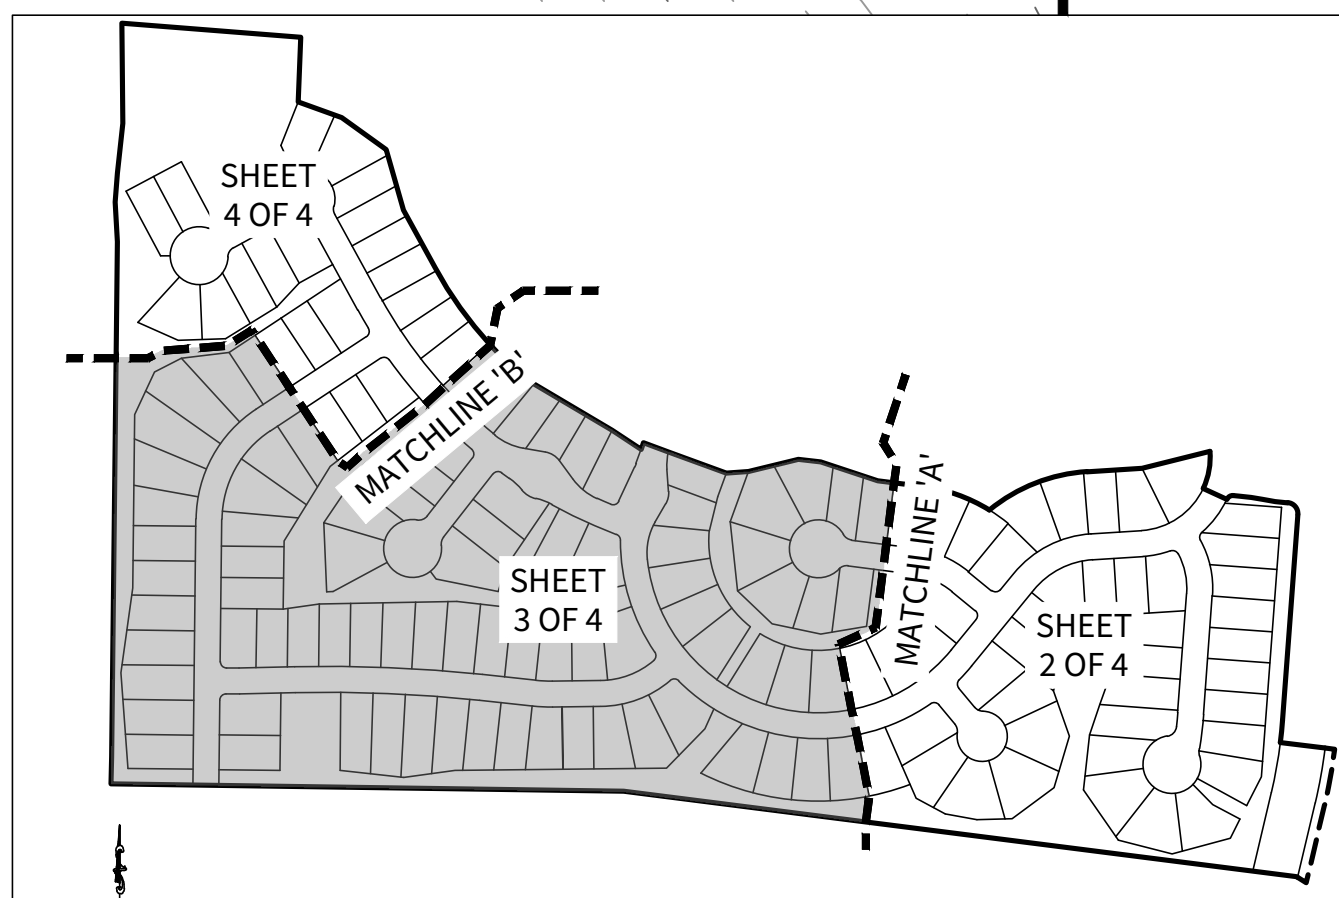 SHEET
4 OF 4
MATCHLINE 'B'
MATCHLINE 'A'
SHEET
3 OF 4
SHEET
2 OF 4